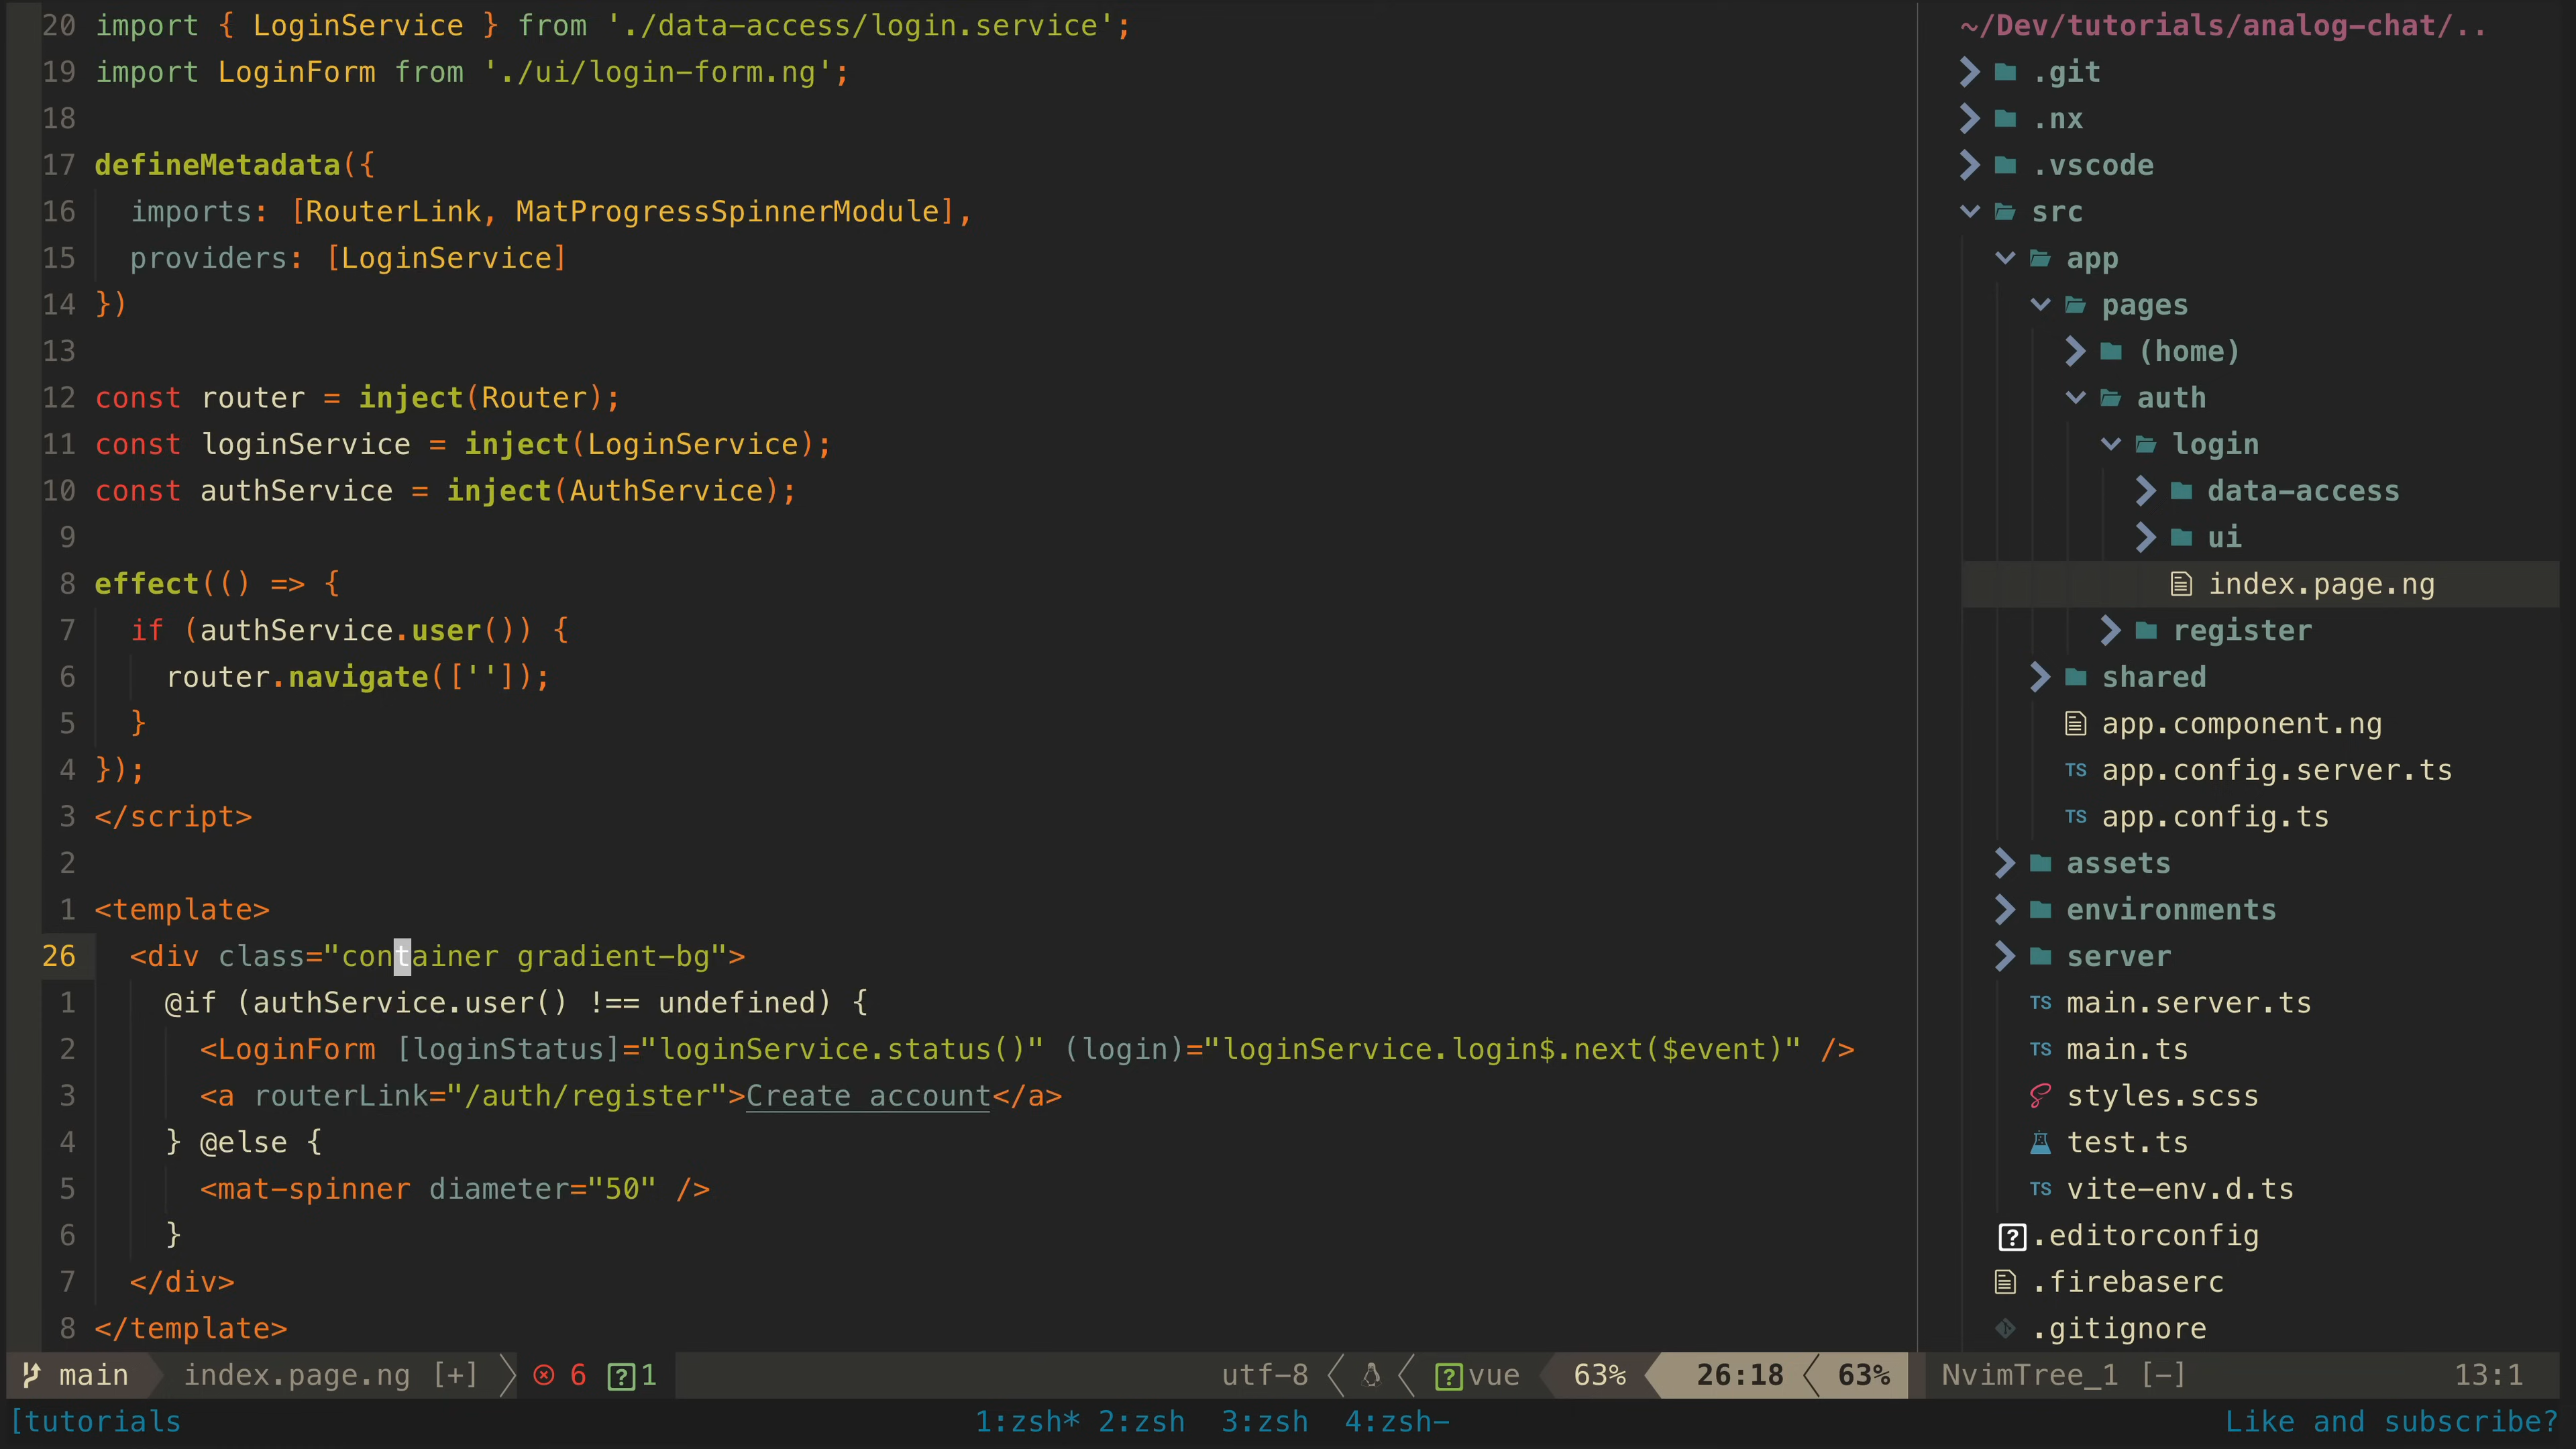 20 import { LoginService } from './data-access/login.service';
19 import LoginForm from './ui/login-form.ng';
18
17 defineMetadata({
16   imports: [RouterLink, MatProgressSpinnerModule],
15   providers: [LoginService]
14 })
13
12 const router = inject(Router);
11 const loginService = inject(LoginService);
10 const authService = inject(AuthService);
9
8 effect(() => {
7   if (authService.user()) {
6     router.navigate(['']);
5   }
4 });
3 </script>
2
1 <template>
26   <div class="container gradient-bg">
1     @if (authService.user() !== undefined) {
2       <LoginForm [loginStatus]="loginService.status()" (login)="loginService.login$.next($event)" />
3       <a routerLink="/auth/register">Create account</a>
4     } @else {
5       <mat-spinner diameter="50" />
6     }
7   </div>
8 </template>
~/Dev/tutorials/analog-chat/..
.git
.nx
.vscode
src
app
pages
(home)
auth
login
data-access
ui
index.page.ng
register
shared
app.component.ng
TS app.config.server.ts
TS app.config.ts
assets
environments
server
TS main.server.ts
TS main.ts
styles.scss
test.ts
TS vite-env.d.ts
? .editorconfig
.firebaserc
.gitignore
main index.page.ng [+] 6 ? 1 utf-8 ? vue 63% 26:18 63% NvimTree_1 [-] 13:1
[tutorials 1:zsh* 2:zsh 3:zsh 4:zsh- Like and subscribe?